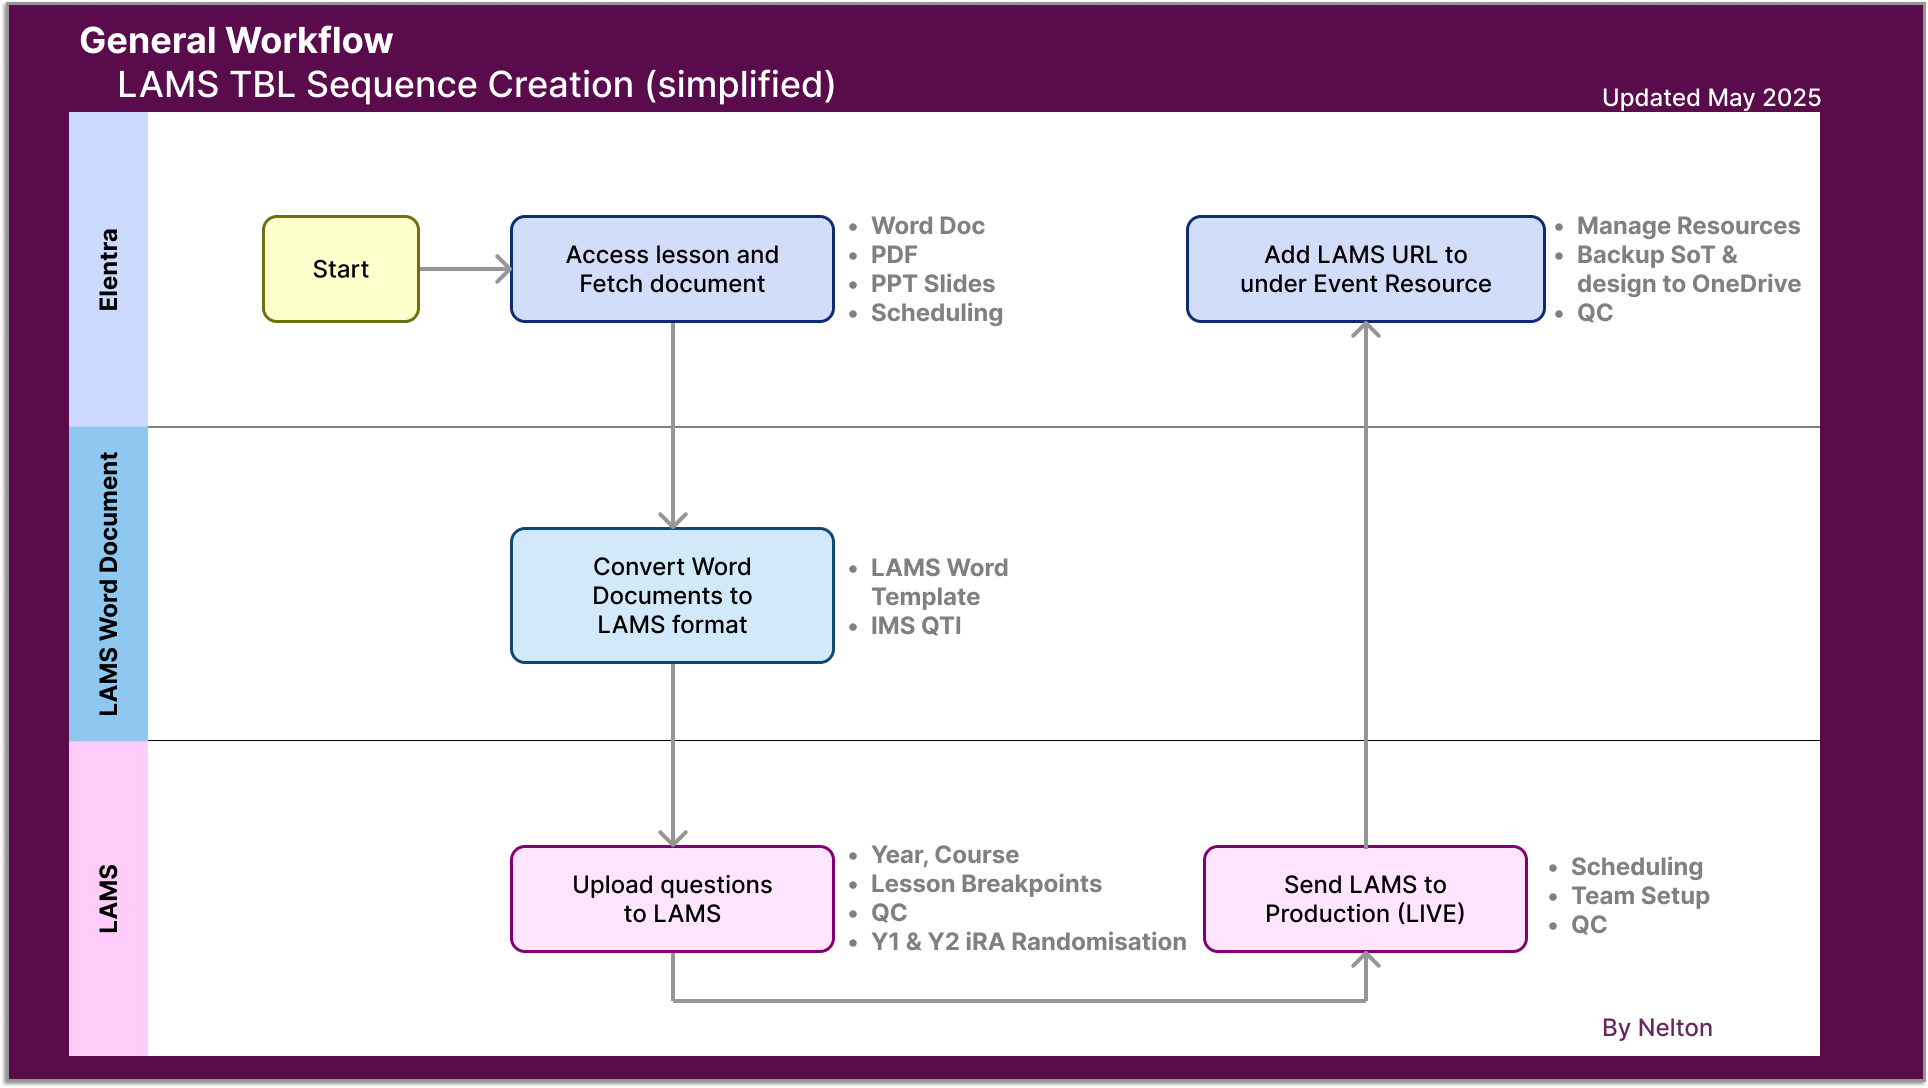 General Workflow
LAMS TBL Sequence Creation (simplified)
Updated May 2025
Elentra
Start
Access lesson and
Fetch document
• Word Doc
• PDF
• PPT Slides
• Scheduling
Add LAMS URL to
under Event Resource
• Manage Resources
• Backup SoT &
design to OneDrive
• QC
LAMS Word Document
Convert Word
Documents to
LAMS format
• LAMS Word
Template
• IMS QTI
LAMS
Upload questions
to LAMS
• Year, Course
• Lesson Breakpoints
• QC
• Y1 & Y2 iRA Randomisation
Send LAMS to
Production (LIVE)
• Scheduling
• Team Setup
• QC
By Nelton